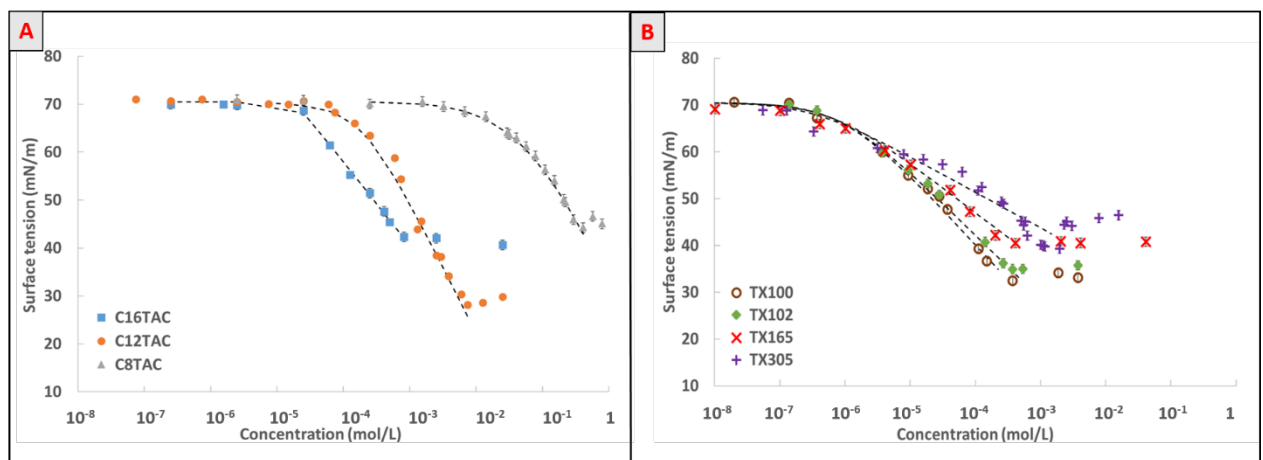 A
80
70
60
50
40
30
20
10
Surface tension (mN/m)
C16TAC
C12TAC
C8TAC
10⁻⁸ 10⁻⁷ 10⁻⁶ 10⁻⁵ 10⁻⁴ 10⁻³ 10⁻² 10⁻¹ 1
Concentration (mol/L)
B
80
70
60
50
40
30
20
10
Surface tension (mN/m)
TX100
TX102
TX165
TX305
10⁻⁸ 10⁻⁷ 10⁻⁶ 10⁻⁵ 10⁻⁴ 10⁻³ 10⁻² 10⁻¹ 1
Concentration (mol/L)